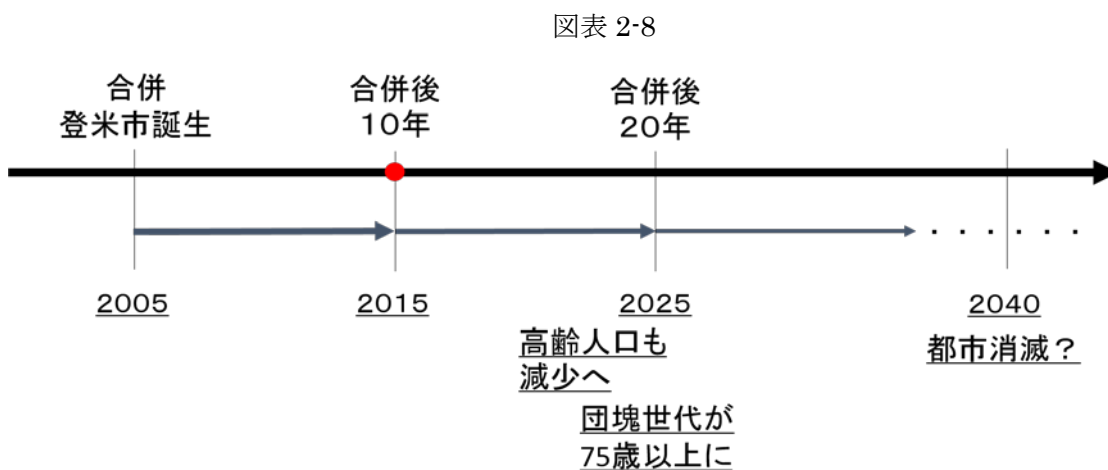 図表 2-8
合併
登米市誕生
合併後
10年
合併後
20年
2005
2015
2025
2040
高齢人口も
減少へ
団塊世代が
75歳以上に
都市消滅？